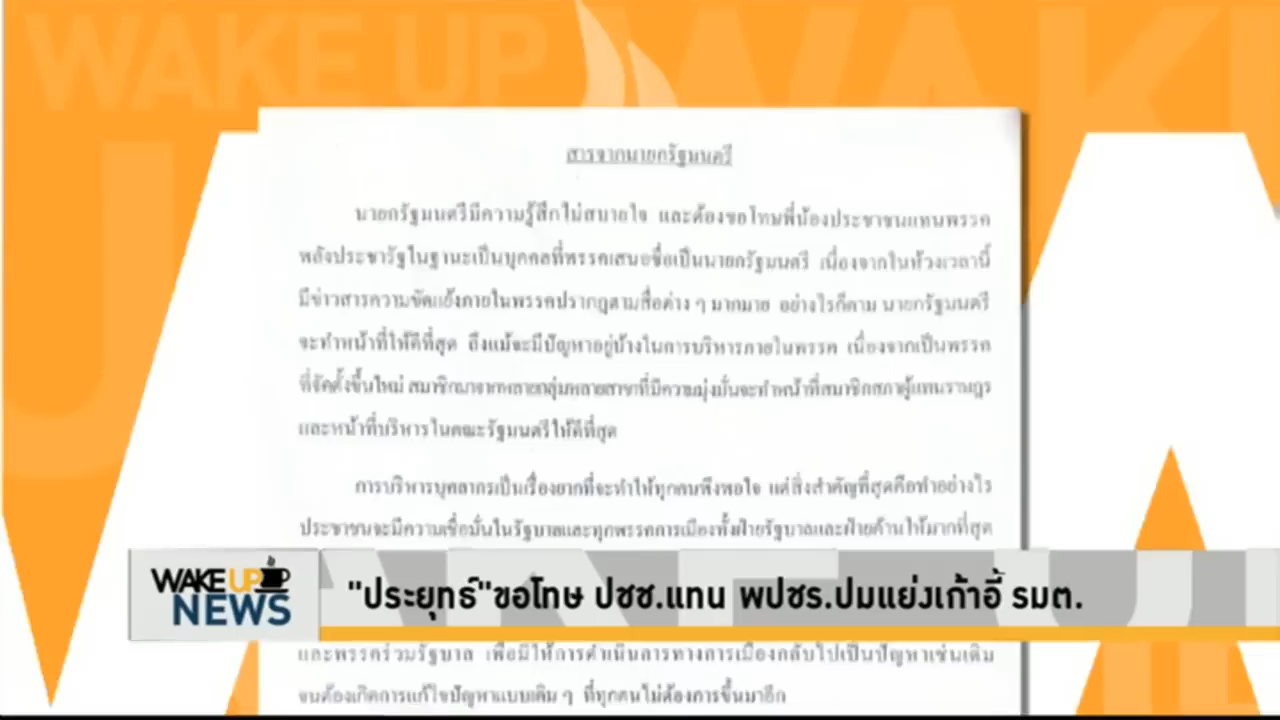 WAKE UP
สารจากนายกรัฐมนตรี
นายกรัฐมนตรีมีความรู้สึกไม่สบายใจ และต้องขอโทษพี่น้องประชาชนแทนพรรค
พลังประชารัฐในฐานะเป็นบุคคลที่พรรคเสนอชื่อเป็นนายกรัฐมนตรี เนื่องจากในห้วงเวลานี้
มีข่าวสารความขัดแย้งภายในพรรคปรากฏตามสื่อต่าง ๆ มากมาย อย่างไรก็ตาม นายกรัฐมนตรี
จะทำหน้าที่ให้ดีที่สุด ถึงแม้จะมีปัญหาอยู่บ้างในการบริหารภายในพรรค เนื่องจากเป็นพรรค
ที่จัดตั้งขึ้นใหม่ สมาชิกมาจากหลายกลุ่มหลายสาขาที่มีความมุ่งมั่นจะทำหน้าที่สมาชิกสภาผู้แทนราษฎร
และหน้าที่บริหารในคณะรัฐมนตรีให้ดีที่สุด
การบริหารบุคลากรเป็นเรื่องยากที่จะทำให้ทุกคนพึงพอใจ แต่สิ่งสำคัญที่สุดคือทำอย่างไร
ประชาชนจะมีความเชื่อมั่นในรัฐบาลและทุกพรรคการเมืองทั้งฝ่ายรัฐบาลและฝ่ายค้านให้มากที่สุด
WAKE UP
NEWS
"ประยุทธ์"ขอโทษ ปชช.แทน พปชร.ปมแย่งเก้าอี้ รมต.
และพรรคร่วมรัฐบาล เพื่อมิให้การดำเนินการทางการเมืองกลับไปเป็นปัญหาเช่นเดิม
จนต้องเกิดการแก้ไขปัญหาแบบเดิม ๆ ที่ทุกคนไม่ต้องการขึ้นมาอีก